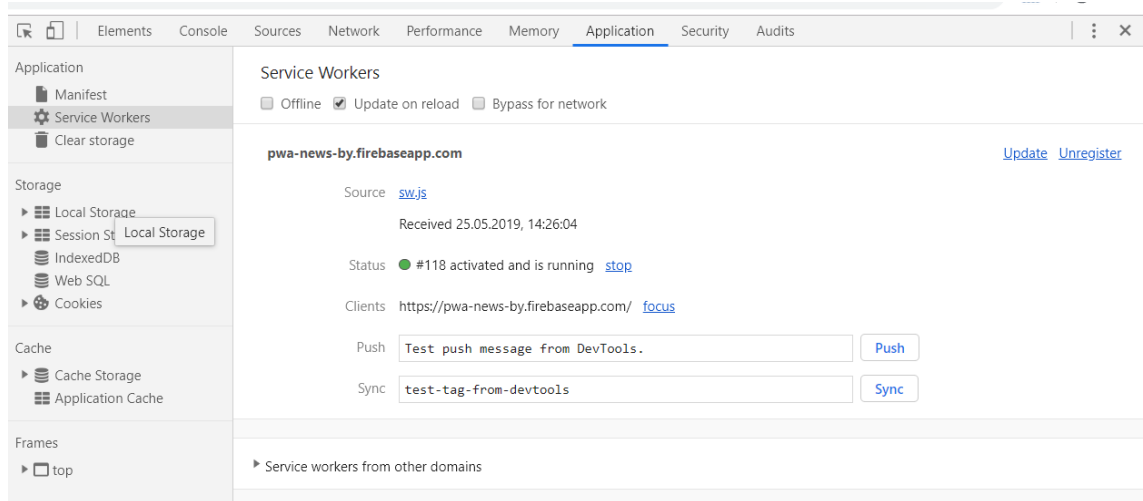 Elements Console Sources Network Performance Memory Application Security Audits
Application
Manifest
Service Workers
Clear storage
Storage
Local Storage
Session St
Local Storage
IndexedDB
Web SQL
Cookies
Cache
Cache Storage
Application Cache
Frames
top
Service Workers
Offline Update on reload Bypass for network
pwa-news-by.firebaseapp.com Update Unregister
Source sw.js
Received 25.05.2019, 14:26:04
Status #118 activated and is running stop
Clients https://pwa-news-by.firebaseapp.com/ focus
Push Test push message from DevTools. Push
Sync test-tag-from-devtools Sync
Service workers from other domains